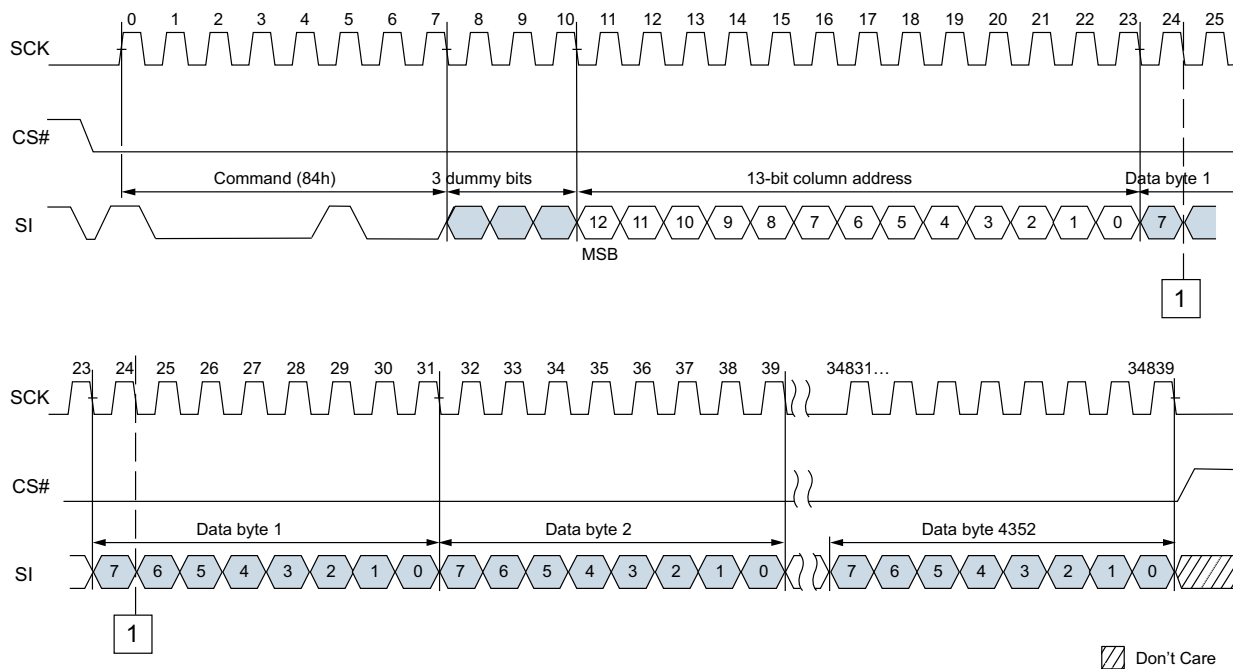 0 1 2 3 4 5 6 7 8 9 10 11 12 13 14 15 16 17 18 19 20 21 22 23 24 25
SCK
CS#
Command (84h) 3 dummy bits 13-bit column address Data byte 1
SI 12 11 10 9 8 7 6 5 4 3 2 1 0 7
MSB
1
23 24 25 26 27 28 29 30 31 32 33 34 35 36 37 38 39 34831... 34839
SCK
CS#
Data byte 1 Data byte 2 Data byte 4352
SI 7 6 5 4 3 2 1 0 7 6 5 4 3 2 1 0 7 6 5 4 3 2 1 0
1
Don't Care